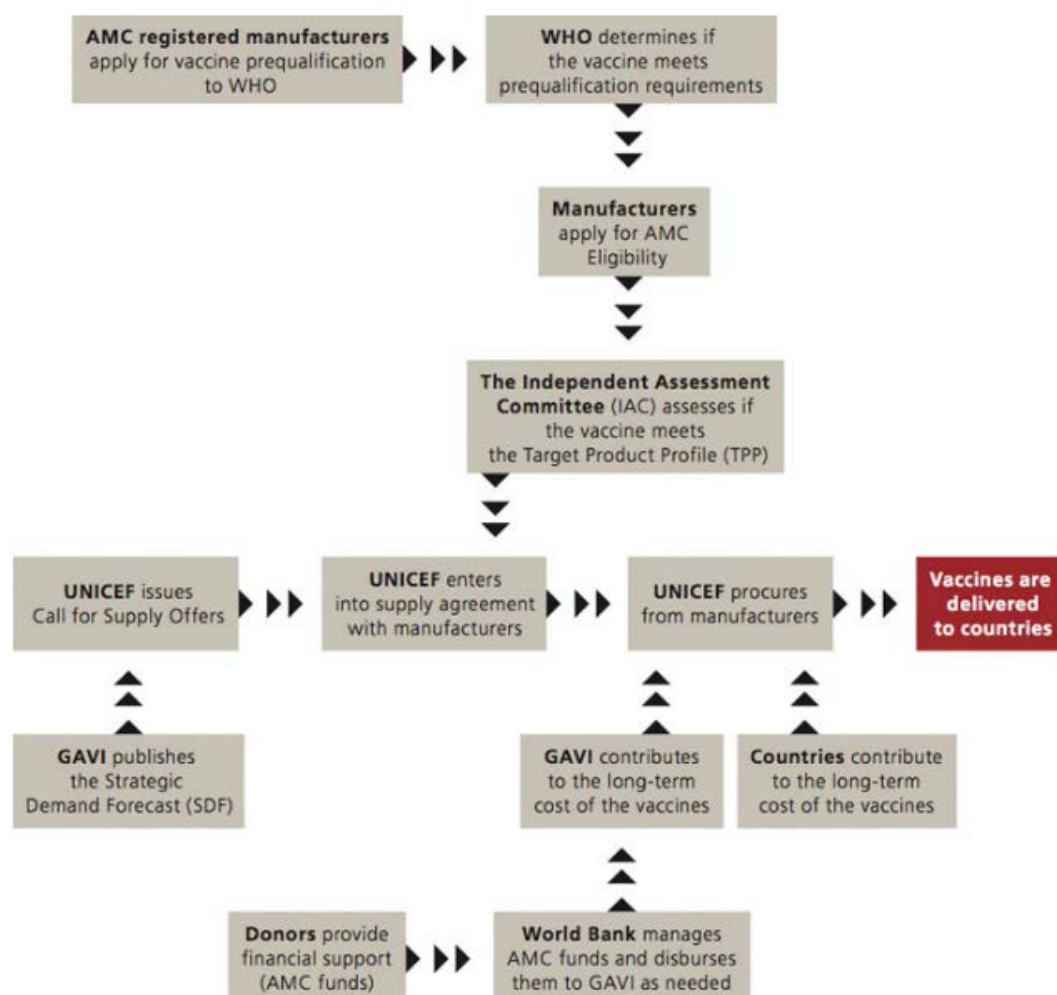 AMC registered manufacturers
apply for vaccine prequalification
to WHO
WHO determines if
the vaccine meets
prequalification requirements
Manufacturers
apply for AMC
Eligibility
The Independent Assessment
Committee (IAC) assesses if
the vaccine meets
the Target Product Profile (TPP)
UNICEF issues
Call for Supply Offers
UNICEF enters
into supply agreement
with manufacturers
UNICEF procures
from manufacturers
Vaccines are
delivered
to countries
GAVI publishes
the Strategic
Demand Forecast (SDF)
GAVI contributes
to the long-term
cost of the vaccines
Countries contribute
to the long-term
cost of the vaccines
Donors provide
financial support
(AMC funds)
World Bank manages
AMC funds and disburses
them to GAVI as needed